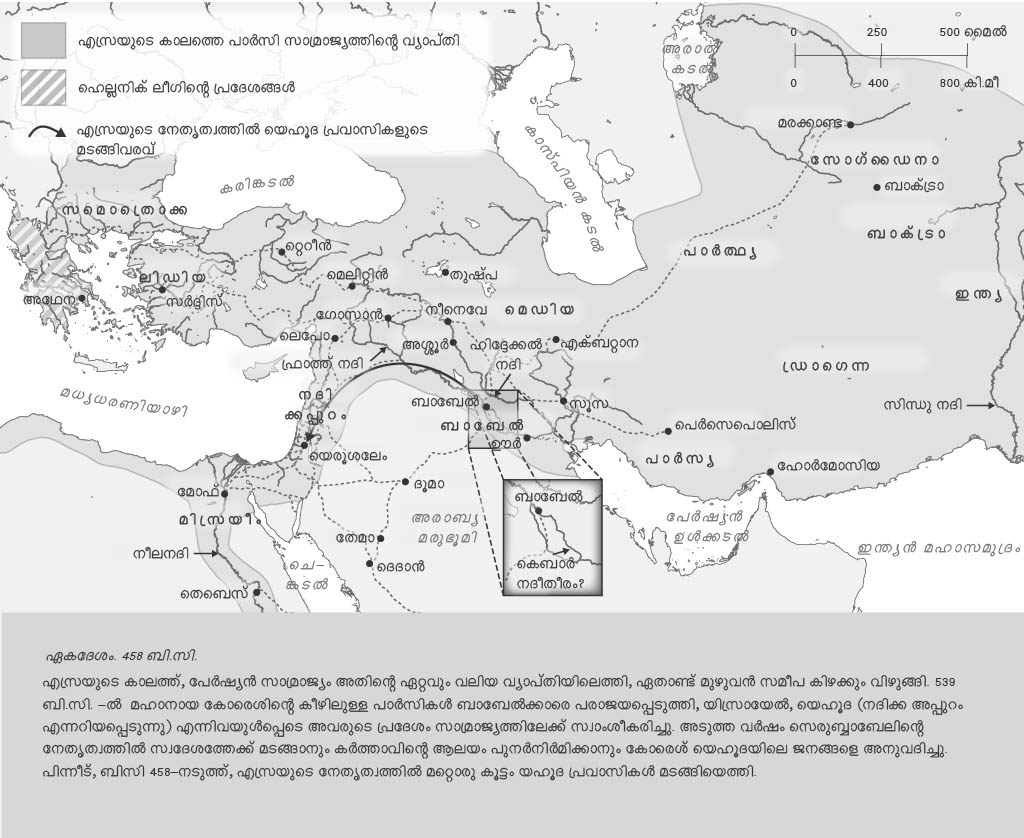 എസ്രയുടെ കാലത്തെ പാർസി സാമ്രാജ്യത്തിന്റെ വ്യാപ്തി
ഹെല്ലനിക് ലീഗിന്റെ പ്രദേശങ്ങൾ
എസ്രയുടെ നേതൃത്വത്തിൽ യെഹൂദ പ്രവാസികളുടെ
മടങ്ങിവരവ്
0 250 500 മൈൽ
0 400 800 കി.മീ
അരാൽ
കടൽ
കാസ്പിയൻ കടൽ
കരിങ്കടൽ
മരക്കാണ്ട
സോഗ്ദൈനാ
ബാക്ട്രാ
ബാക്ട്രാ
സമൊത്രൊക്ക
റ്റൈറീൻ
പാർത്ഥ്യ
ലിഡിയ
മെലിറ്റിൻ
തുഷ്പ
അഥേന
സർദ്ദിസ്
ഗോസാൻ
നീനെവേ
മെഡിയ
ഇന്ത്യ
ലെപോ
അശ്ശൂർ
ഹിദ്ദേക്കൽ
നദി
എക്ബറ്റാന
ഫ്രാത്ത് നദി
ഡ്രാഗെന്ന
മധ്യധരണിയാഴി
നദി
ക്കപ്പുറം
ബാബേൽ
സൂസ
സിന്ധു നദി
ബാബേൽ
ഊർ
പെർസെപൊലിസ്
യെരൂശലേം
പാർസ്യ
ഹോർമോസിയ
മോഫ്
ദൂമാ
ബാബേൽ
മിസ്രയീം
അരാബ്യ
മരുഭൂമി
പേർഷ്യൻ
ഉൾക്കടൽ
തേമാ
നീലനദി
ഇന്ത്യൻ മഹാസമുദ്രം
ചെ–
ങ്കടൽ
ദെദാൻ
കെബാർ
നദീതീരം?
തെബെസ്
ഏകദേശം. 458 ബി.സി.
എസ്രയുടെ കാലത്ത്, പേർഷ്യൻ സാമ്രാജ്യം അതിന്റെ ഏറ്റവും വലിയ വ്യാപ്തിയിലെത്തി, ഏതാണ്ട് മുഴുവൻ സമീപ കിഴക്കും വിഴുങ്ങി. 539
ബി.സി. –ൽ മഹാനായ കോരെശിന്റെ കീഴിലുള്ള പാർസികൾ ബാബേൽക്കാരെ പരാജയപ്പെടുത്തി, യിസ്രായേൽ, യെഹൂദ (നദിക്ക അപ്പുറം
എന്നറിയപ്പെടുന്നു) എന്നിവയുൾപ്പെടെ അവരുടെ പ്രദേശം സാമ്രാജ്യത്തിലേക്ക് സ്വാംശീകരിച്ചു. അടുത്ത വർഷം സെരുബ്ബാബേലിന്റെ
നേതൃത്വത്തിൽ സ്വദേശത്തേക്ക് മടങ്ങാനും കർത്താവിന്റെ ആലയം പുനർനിർമിക്കാനും കോരെശ് യെഹൂദയിലെ ജനങ്ങളെ അനുവദിച്ചു.
പിന്നീട്, ബിസി 458–നടുത്ത്, എസ്രയുടെ നേതൃത്വത്തിൽ മറ്റൊരു കൂട്ടം യഹൂദ പ്രവാസികൾ മടങ്ങിയെത്തി.